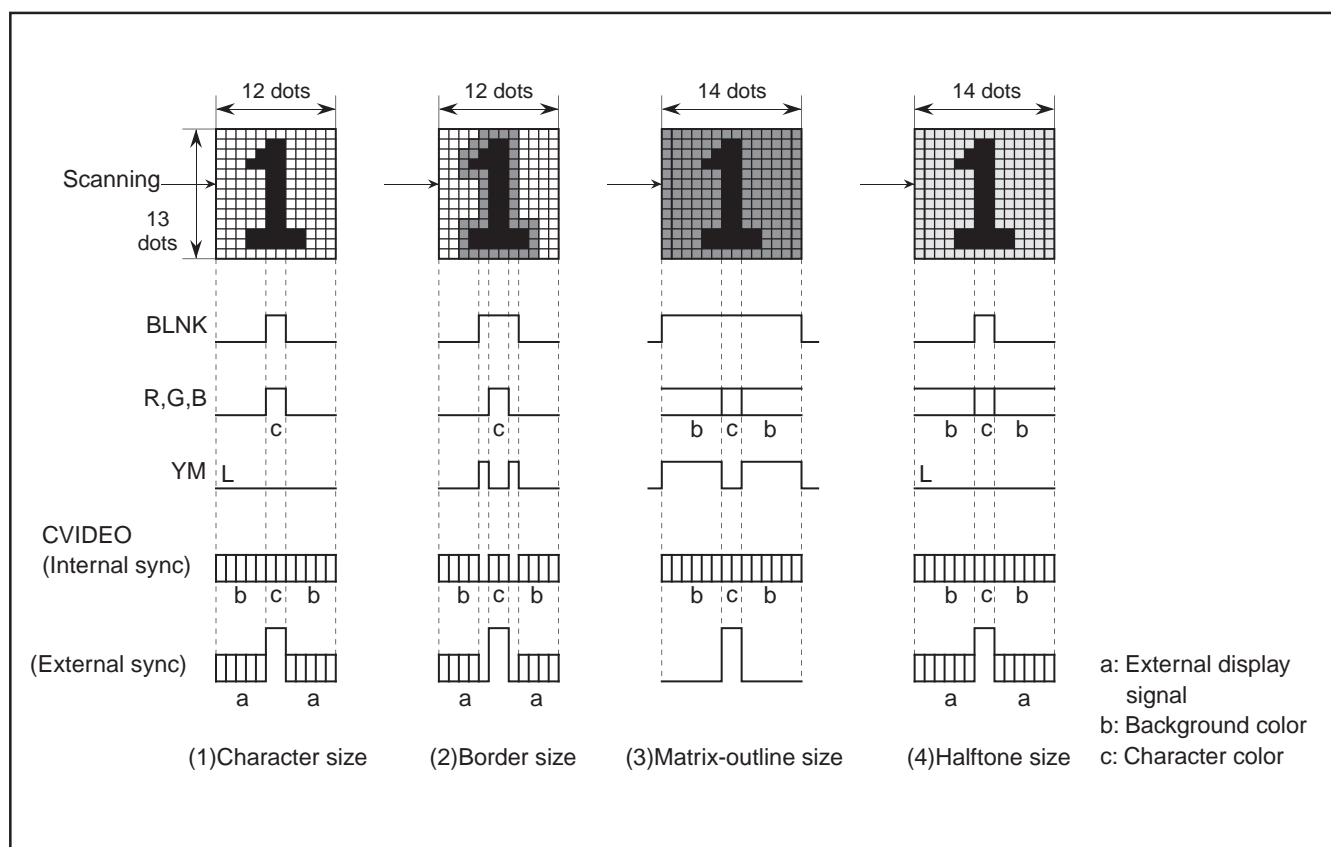 12 dots
12 dots
14 dots
14 dots
Scanning
13
dots
1
1
1
1
BLNK
R,G,B
c
c
b c b
b c b
YM
L
L
CVIDEO
(Internal sync)
b c b
b c b
b c b
b c b
(External sync)
a a
a a
a a
(1)Character size
(2)Border size
(3)Matrix-outline size
(4)Halftone size
a: External display
signal
b: Background color
c: Character color